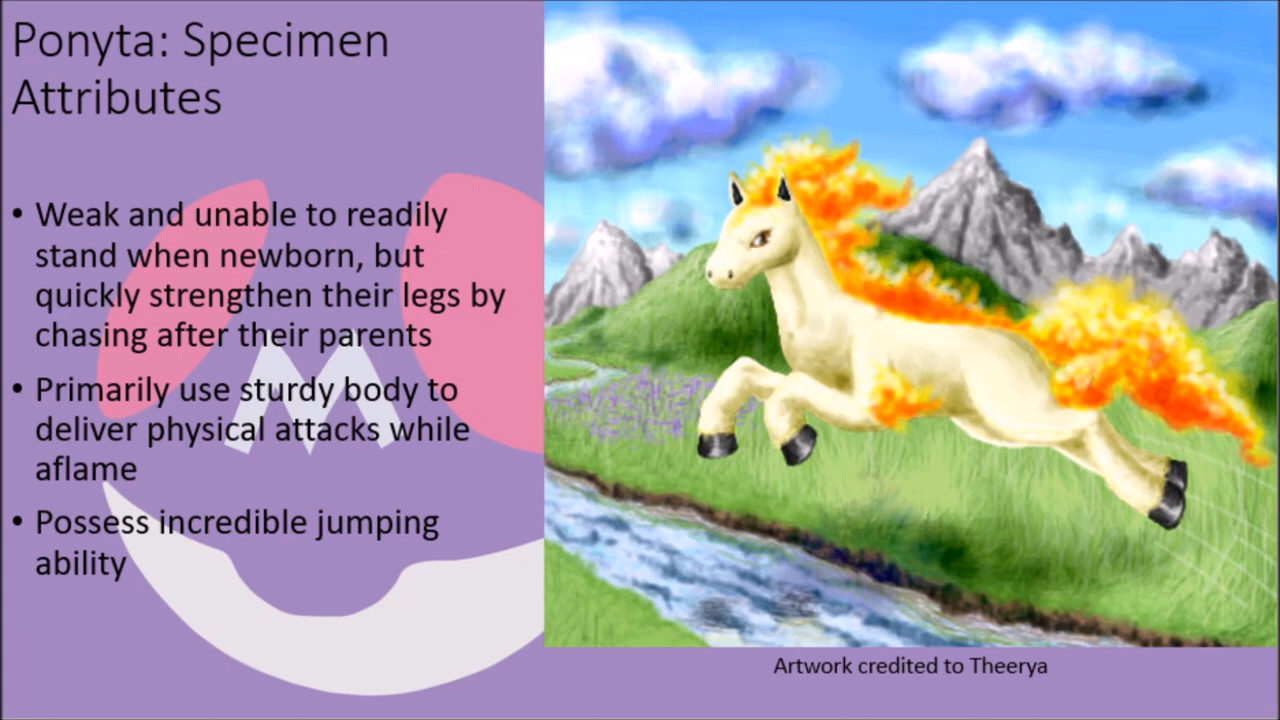 Ponyta: Specimen
Attributes
• Weak and unable to readily
stand when newborn, but
quickly strengthen their legs by
chasing after their parents
• Primarily use sturdy body to
deliver physical attacks while
aflame
• Possess incredible jumping
ability
M
Artwork credited to Theerya